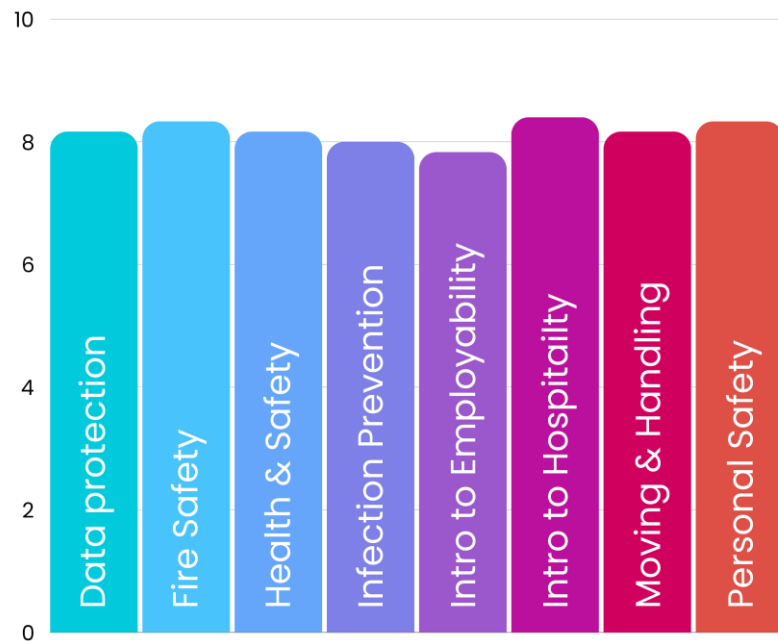 10
8
6
4
2
0
Data protection
Fire Safety
Health & Safety
Infection Prevention
Intro to Employability
Intro to Hospitailty
Moving & Handling
Personal Safety